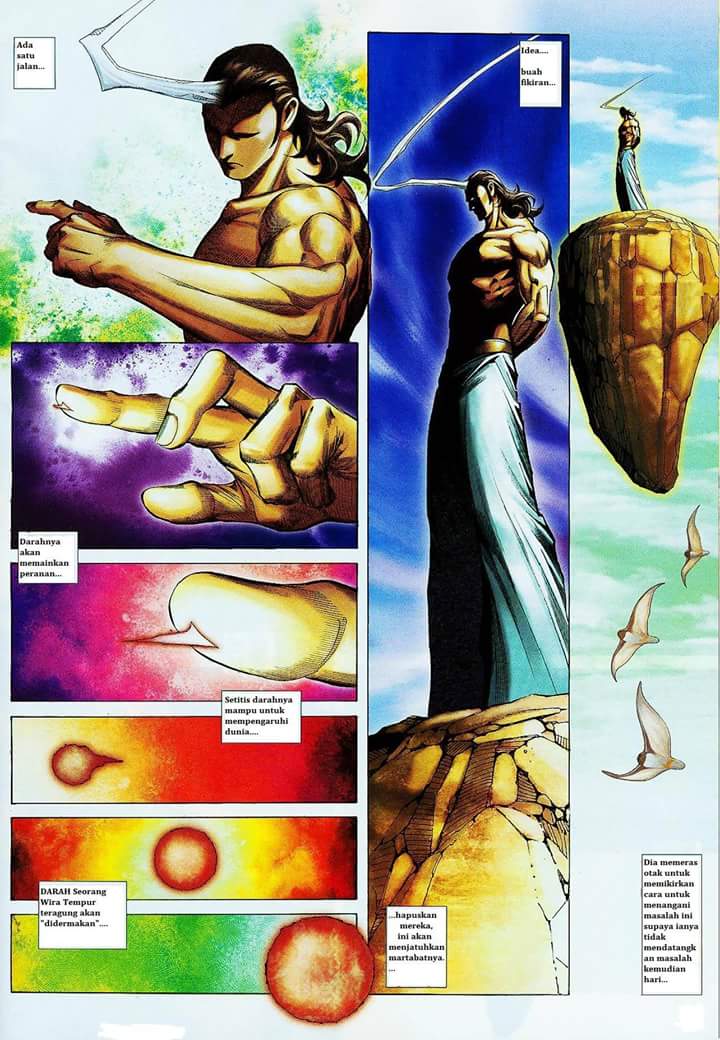 Dia memeras
otak untuk
memikirkan
cara untuk
menangani
masalah ini
supaya ianya
tidak
mendatangk
an masalah
kemudian
hari...
Idea....
buah
fikiran...
...hapuskan
mereka,
ini akan
menjatuhkan
martabatnya.
...
Ada
satu
jalan...
Darahnya
akan
memainkan
peranan...
Setitis darahnya
mampu untuk
mempengaruhi
dunia....
DARAH Seorang
Wira Tempur
teragung akan
"didermakan"....